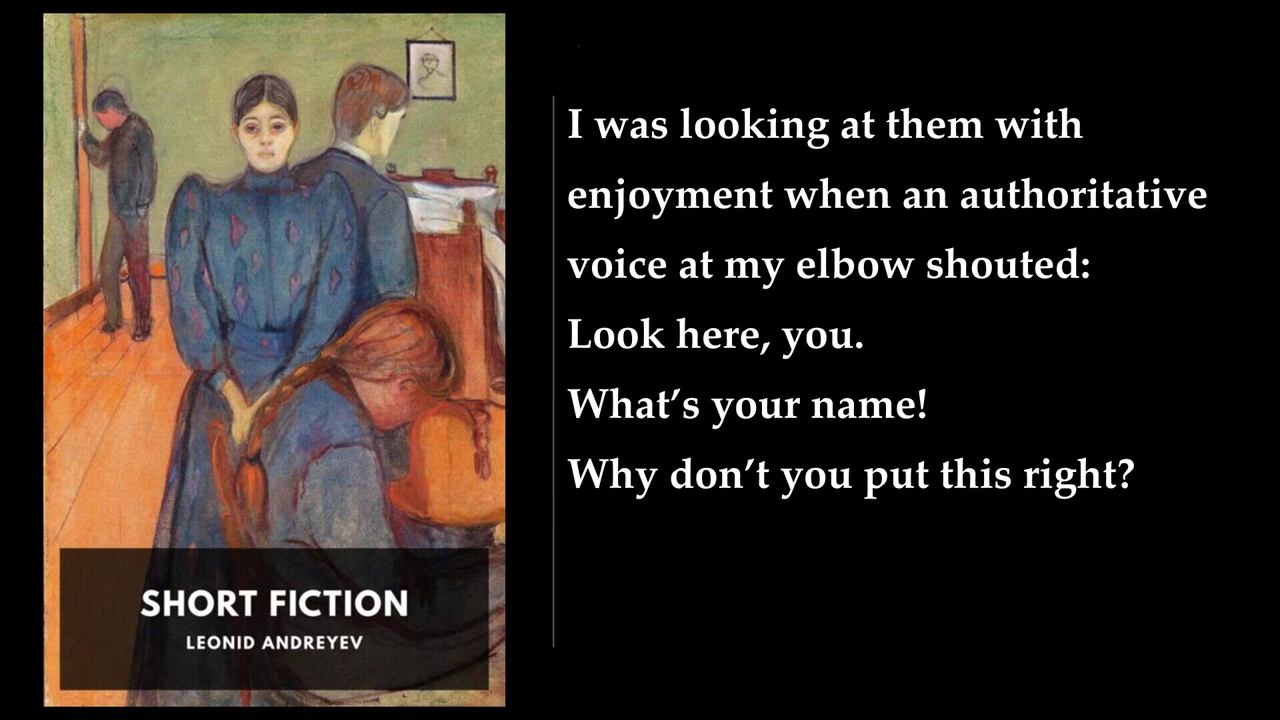 I was looking at them with
enjoyment when an authoritative
voice at my elbow shouted:
Look here, you.
What’s your name!
Why don’t you put this right?
SHORT FICTION
LEONID ANDREYEV